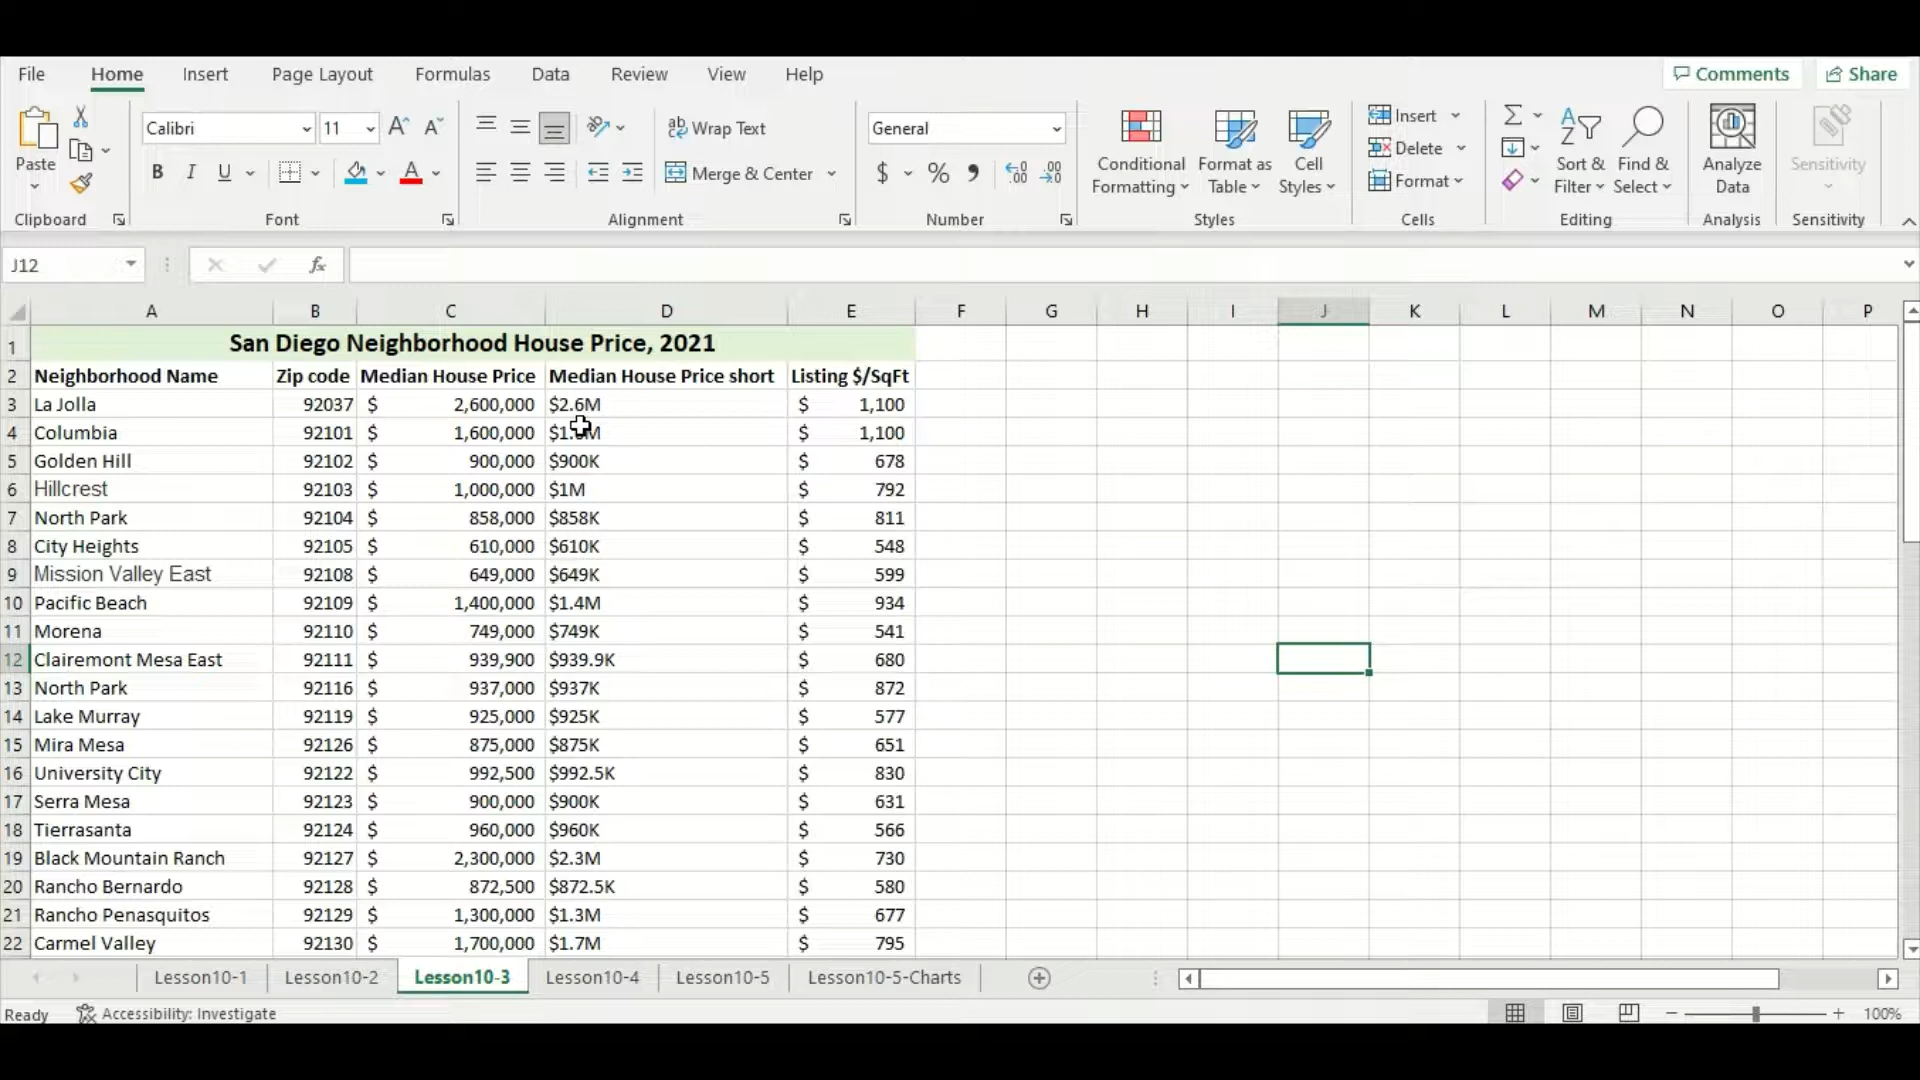 File Home Insert Page Layout Formulas Data Review View Help Comments Share
Calibri 11 Wrap Text General Insert
Paste Conditional Format as Cell Delete Sort & Find & Analyze Sensitivity
B I U Merge & Center $ % Formatting Table Styles Format Filter Select Data
Clipboard Font Alignment Number Styles Cells Editing Analysis Sensitivity
J12 fx
A B C D E F G H I J K L M N O P
1 San Diego Neighborhood House Price, 2021
2 Neighborhood Name Zip code Median House Price Median House Price short Listing $/SqFt
3 La Jolla 92037 $ 2,600,000 $2.6M $ 1,100
4 Columbia 92101 $ 1,600,000 $ 1,100
5 Golden Hill 92102 $ 900,000 $900K $ 678
6 Hillcrest 92103 $ 1,000,000 $1M $ 792
7 North Park 92104 $ 858,000 $858K $ 811
8 City Heights 92105 $ 610,000 $610K $ 548
9 Mission Valley East 92108 $ 649,000 $649K $ 599
10 Pacific Beach 92109 $ 1,400,000 $1.4M $ 934
11 Morena 92110 $ 749,000 $749K $ 541
12 Clairemont Mesa East 92111 $ 939,900 $939.9K $ 680
13 North Park 92116 $ 937,000 $937K $ 872
14 Lake Murray 92119 $ 925,000 $925K $ 577
15 Mira Mesa 92126 $ 875,000 $875K $ 651
16 University City 92122 $ 992,500 $992.5K $ 830
17 Serra Mesa 92123 $ 900,000 $900K $ 631
18 Tierrasanta 92124 $ 960,000 $960K $ 566
19 Black Mountain Ranch 92127 $ 2,300,000 $2.3M $ 730
20 Rancho Bernardo 92128 $ 872,500 $872.5K $ 580
21 Rancho Penasquitos 92129 $ 1,300,000 $1.3M $ 677
22 Carmel Valley 92130 $ 1,700,000 $1.7M $ 795
Lesson10-1 Lesson10-2 Lesson10-3 Lesson10-4 Lesson10-5 Lesson10-5-Charts
Ready Accessibility: Investigate 100%